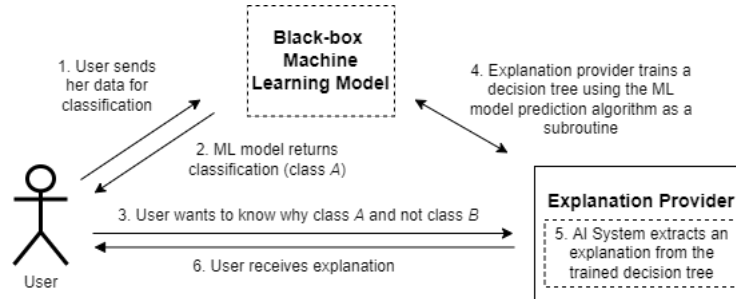 Black-box
Machine
Learning Model
1. User sends
her data for
classification
4. Explanation provider trains a
decision tree using the ML
model prediction algorithm as a
subroutine
2. ML model returns
classification (class A)
3. User wants to know why class A and not class B
6. User receives explanation
User
Explanation Provider
5. AI System extracts an
explanation from the
trained decision tree